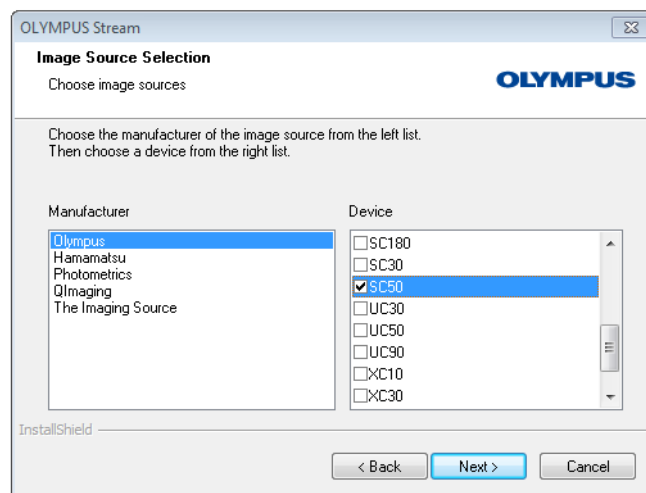 OLYMPUS Stream
Image Source Selection
Choose image sources
OLYMPUS
Choose the manufacturer of the image source from the left list.
Then choose a device from the right list.
Manufacturer
Olympus
Hamamatsu
Photometrics
QImaging
The Imaging Source
Device
SC180
SC30
SC50
UC30
UC50
UC90
XC10
XC30
InstallShield
< Back
Next >
Cancel